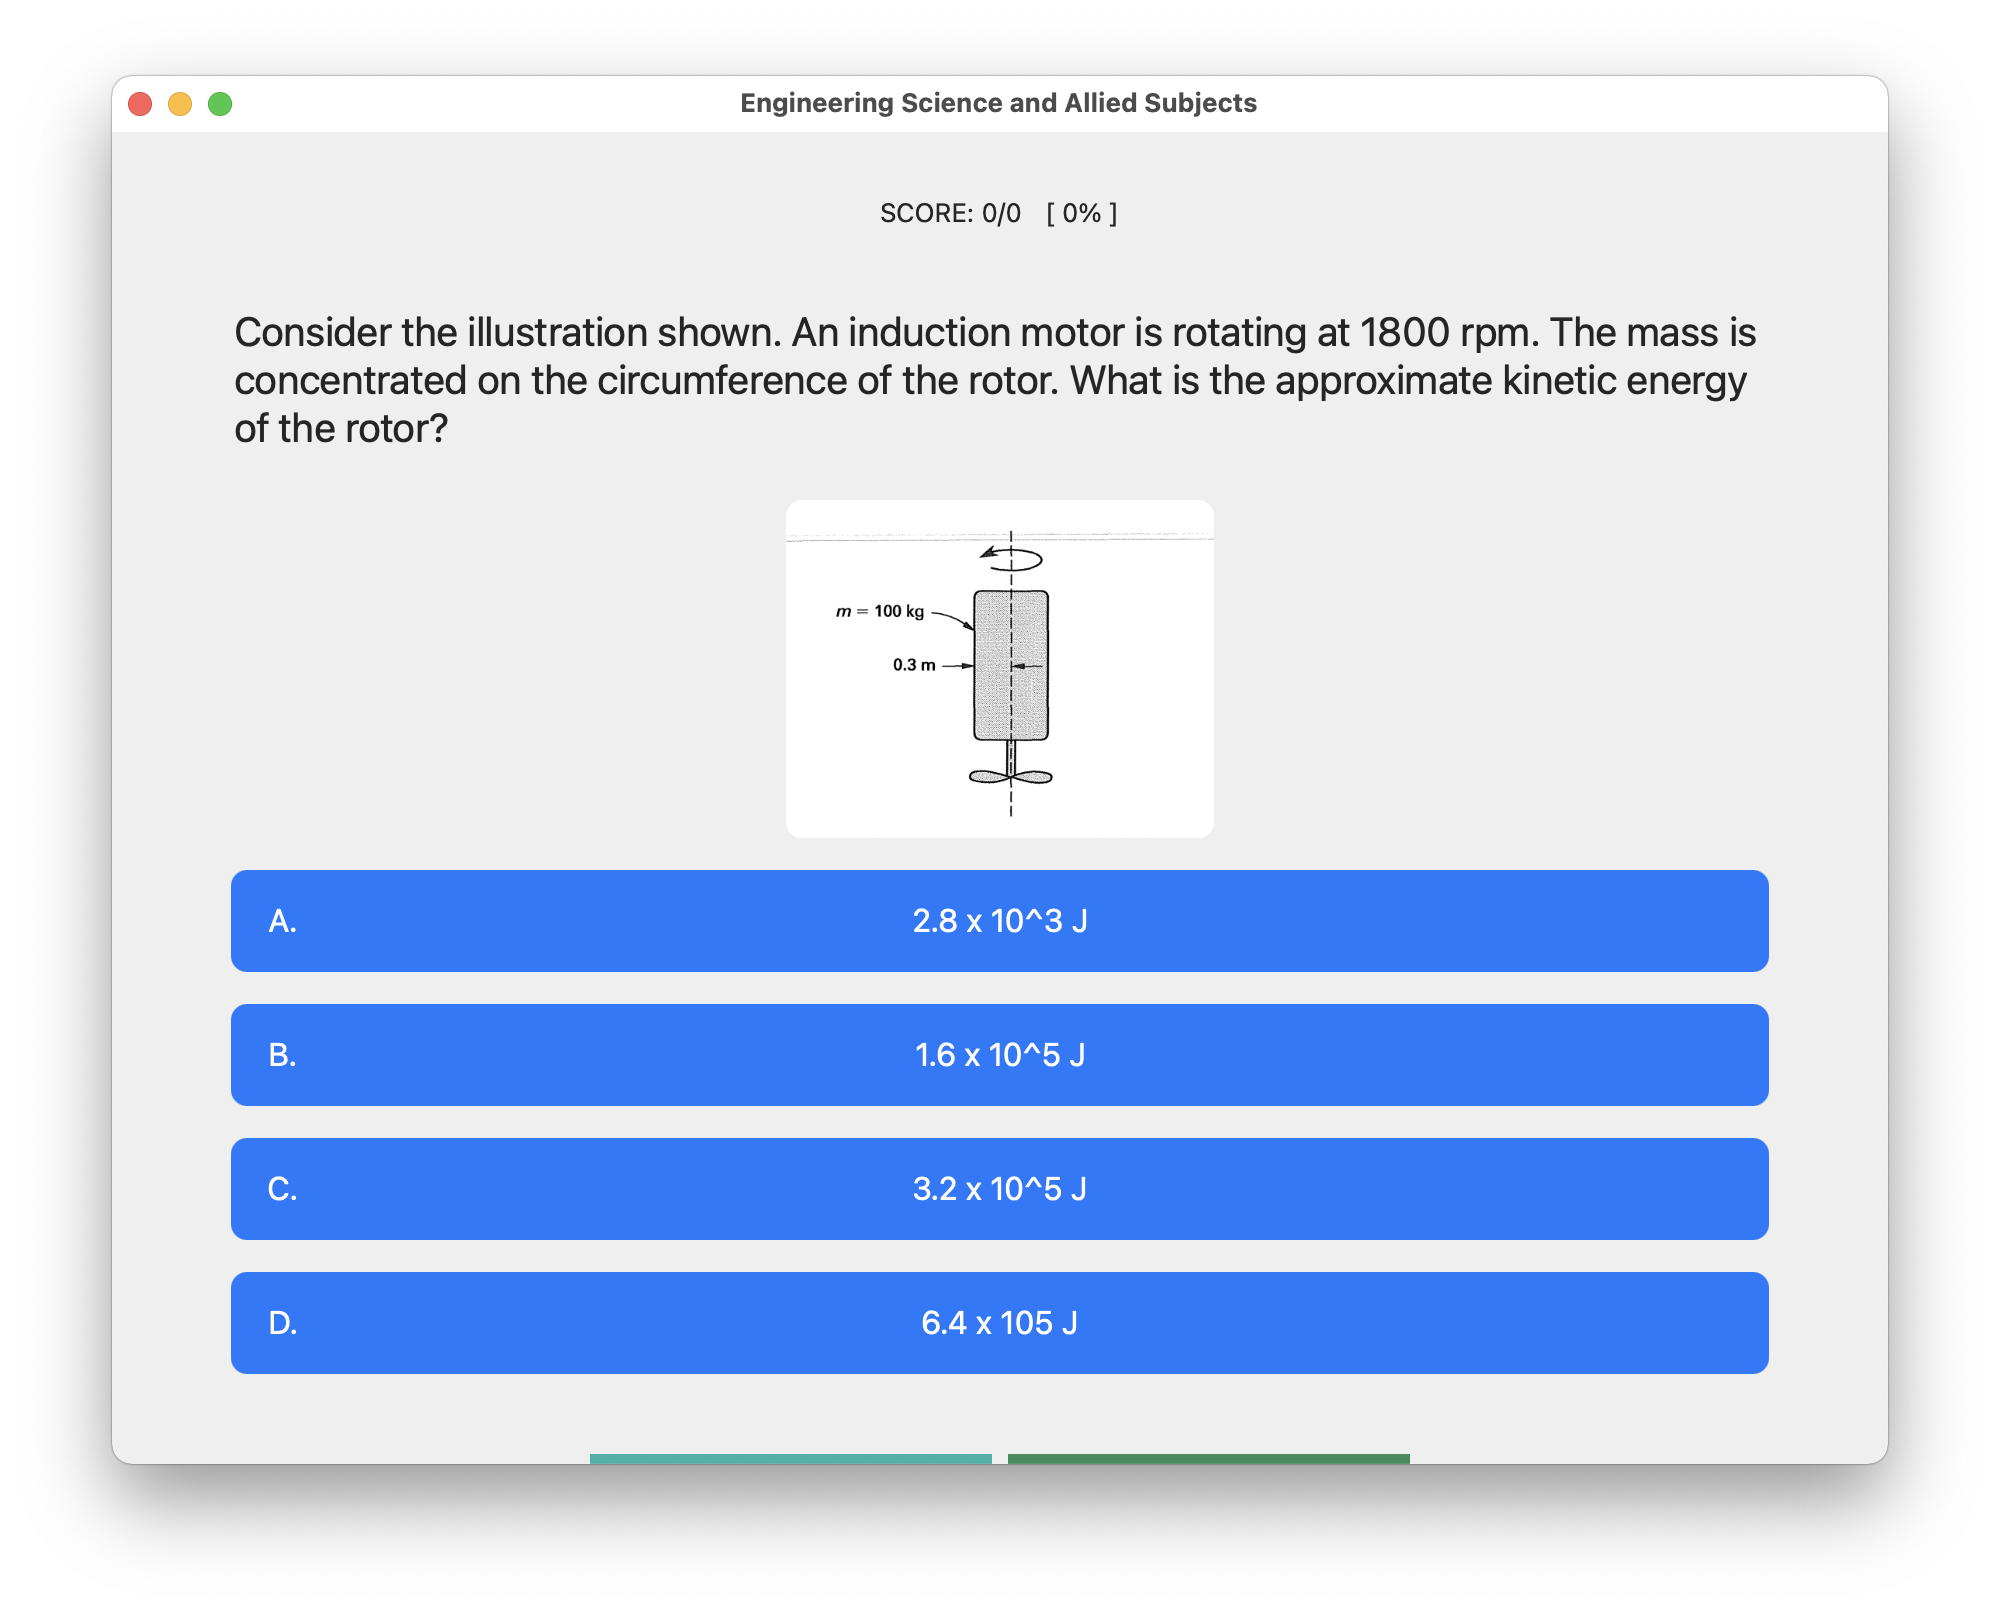 Engineering Science and Allied Subjects
SCORE: 0/0 [ 0% ]
Consider the illustration shown. An induction motor is rotating at 1800 rpm. The mass is
concentrated on the circumference of the rotor. What is the approximate kinetic energy
of the rotor?
m = 100 kg
0.3 m
A. 2.8 x 10^3 J
B. 1.6 x 10^5 J
C. 3.2 x 10^5 J
D. 6.4 x 105 J